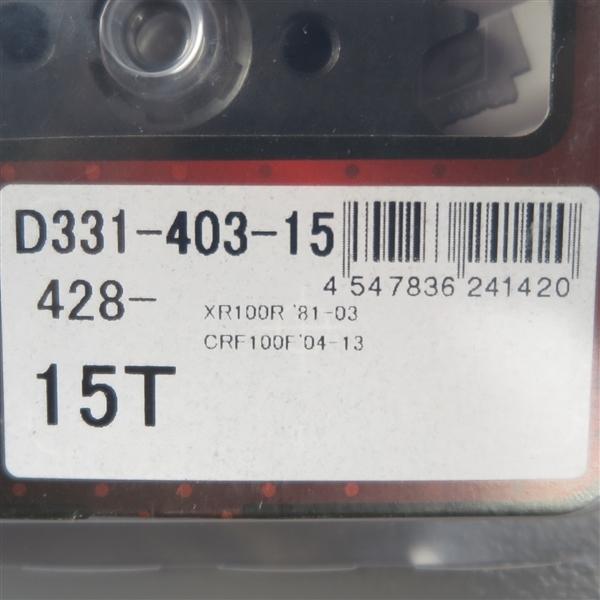 D331-403-15
4 547836 241420
428-
XR100R '81-03
CRF100F'04-13
15T